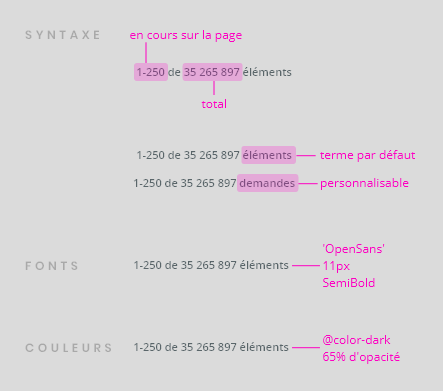 SYNTAXE
en cours sur la page
1-250 de 35 265 897 éléments
total
1-250 de 35 265 897 éléments
terme par défaut
1-250 de 35 265 897 demandes
personnalisable
FONTS
1-250 de 35 265 897 éléments
'OpenSans'
11px
SemiBold
COULEURS
1-250 de 35 265 897 éléments
@color-dark
65% d'opacité